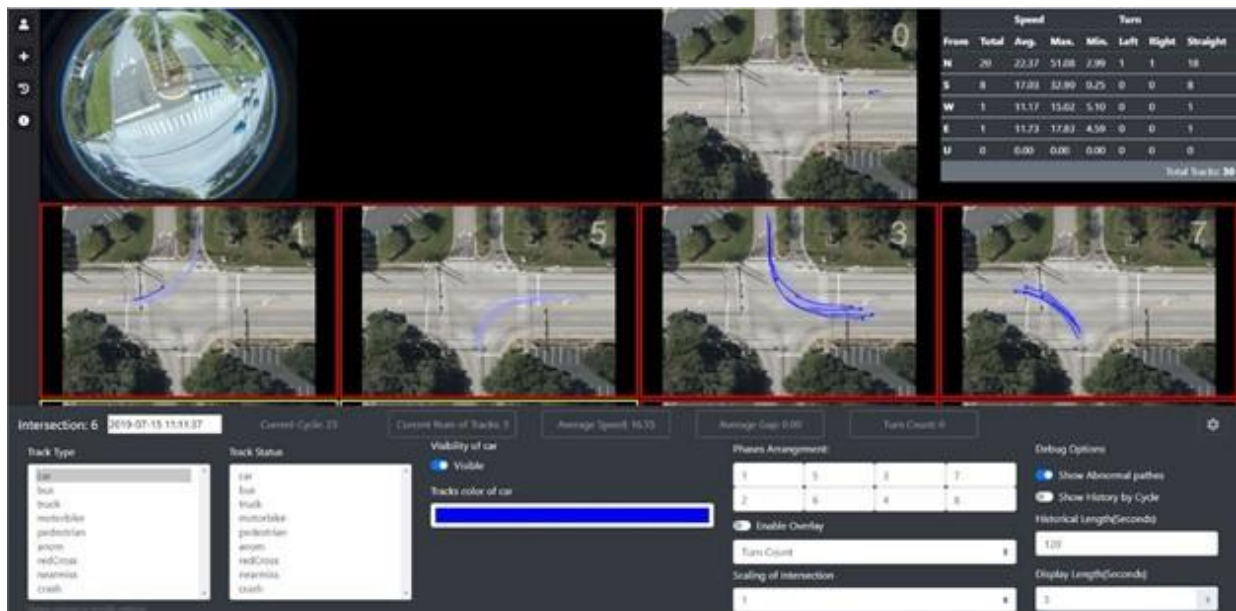 0
Speed Turn
From Total Avg. Max. Min. Left Right Straight
N 20 22.37 51.08 2.99 1 1 18
S 8 17.03 32.90 0.25 0 0 8
W 1 11.17 15.02 5.10 0 0 1
E 1 11.73 17.83 4.59 0 0 1
U 0 0.00 0.00 0.00 0 0 0
Total Tracks: 30
1 5 3 7
Intersection: 6 2019-07-15 11:11:37 Current Cycle: Current Num of Tracks: 3 Average Speed: 16.55 Average Gap: 0.00 Turn Count: 0
Track Type
car
bus
truck
motorbike
pedestrian
anom
redCross
nearmiss
crash
Track Status
car
bus
truck
motorbike
pedestrian
anom
redCross
nearmiss
crash
Visibility of car
Visible
Tracks color of car
Phases Arrangement:
1 5 3 7
2 6 4 8
Enable Overlay
Turn Count
Scaling of Intersection
1
Debug Options
Show Abnormal pathes
Show History by Cycle
Historical Length(Seconds)
120
Display Length(Seconds)
3